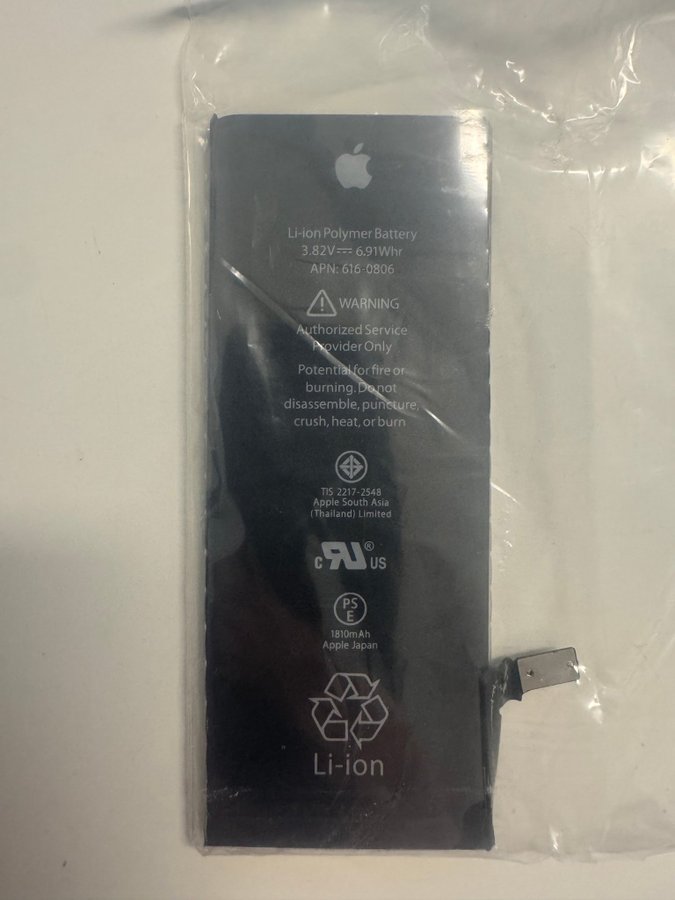 Li-ion Polymer Battery
3.82V⎓6.91Whr
APN: 616-0806
WARNING
Authorized Service
Provider Only
Potential for fire or
burning. Do not
disassemble, puncture,
crush, heat, or burn
TIS 2217-2548
Apple South Asia
(Thailand) Limited
c RU ® US
PS
E
1810mAh
Apple Japan
Li-ion